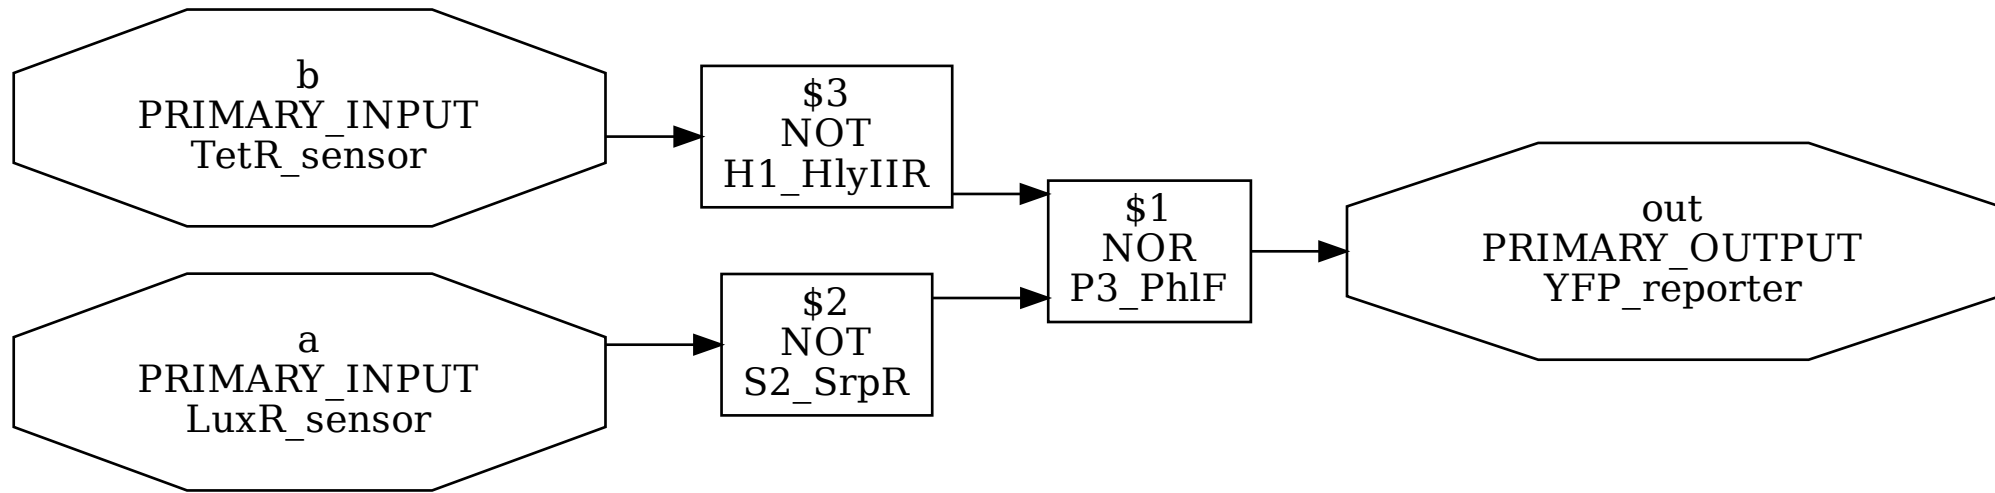 b
PRIMARY_INPUT
TetR_sensor
$3
NOT
H1_HlyIIR
a
PRIMARY_INPUT
LuxR_sensor
$2
NOT
S2_SrpR
$1
NOR
P3_PhlF
out
PRIMARY_OUTPUT
YFP_reporter